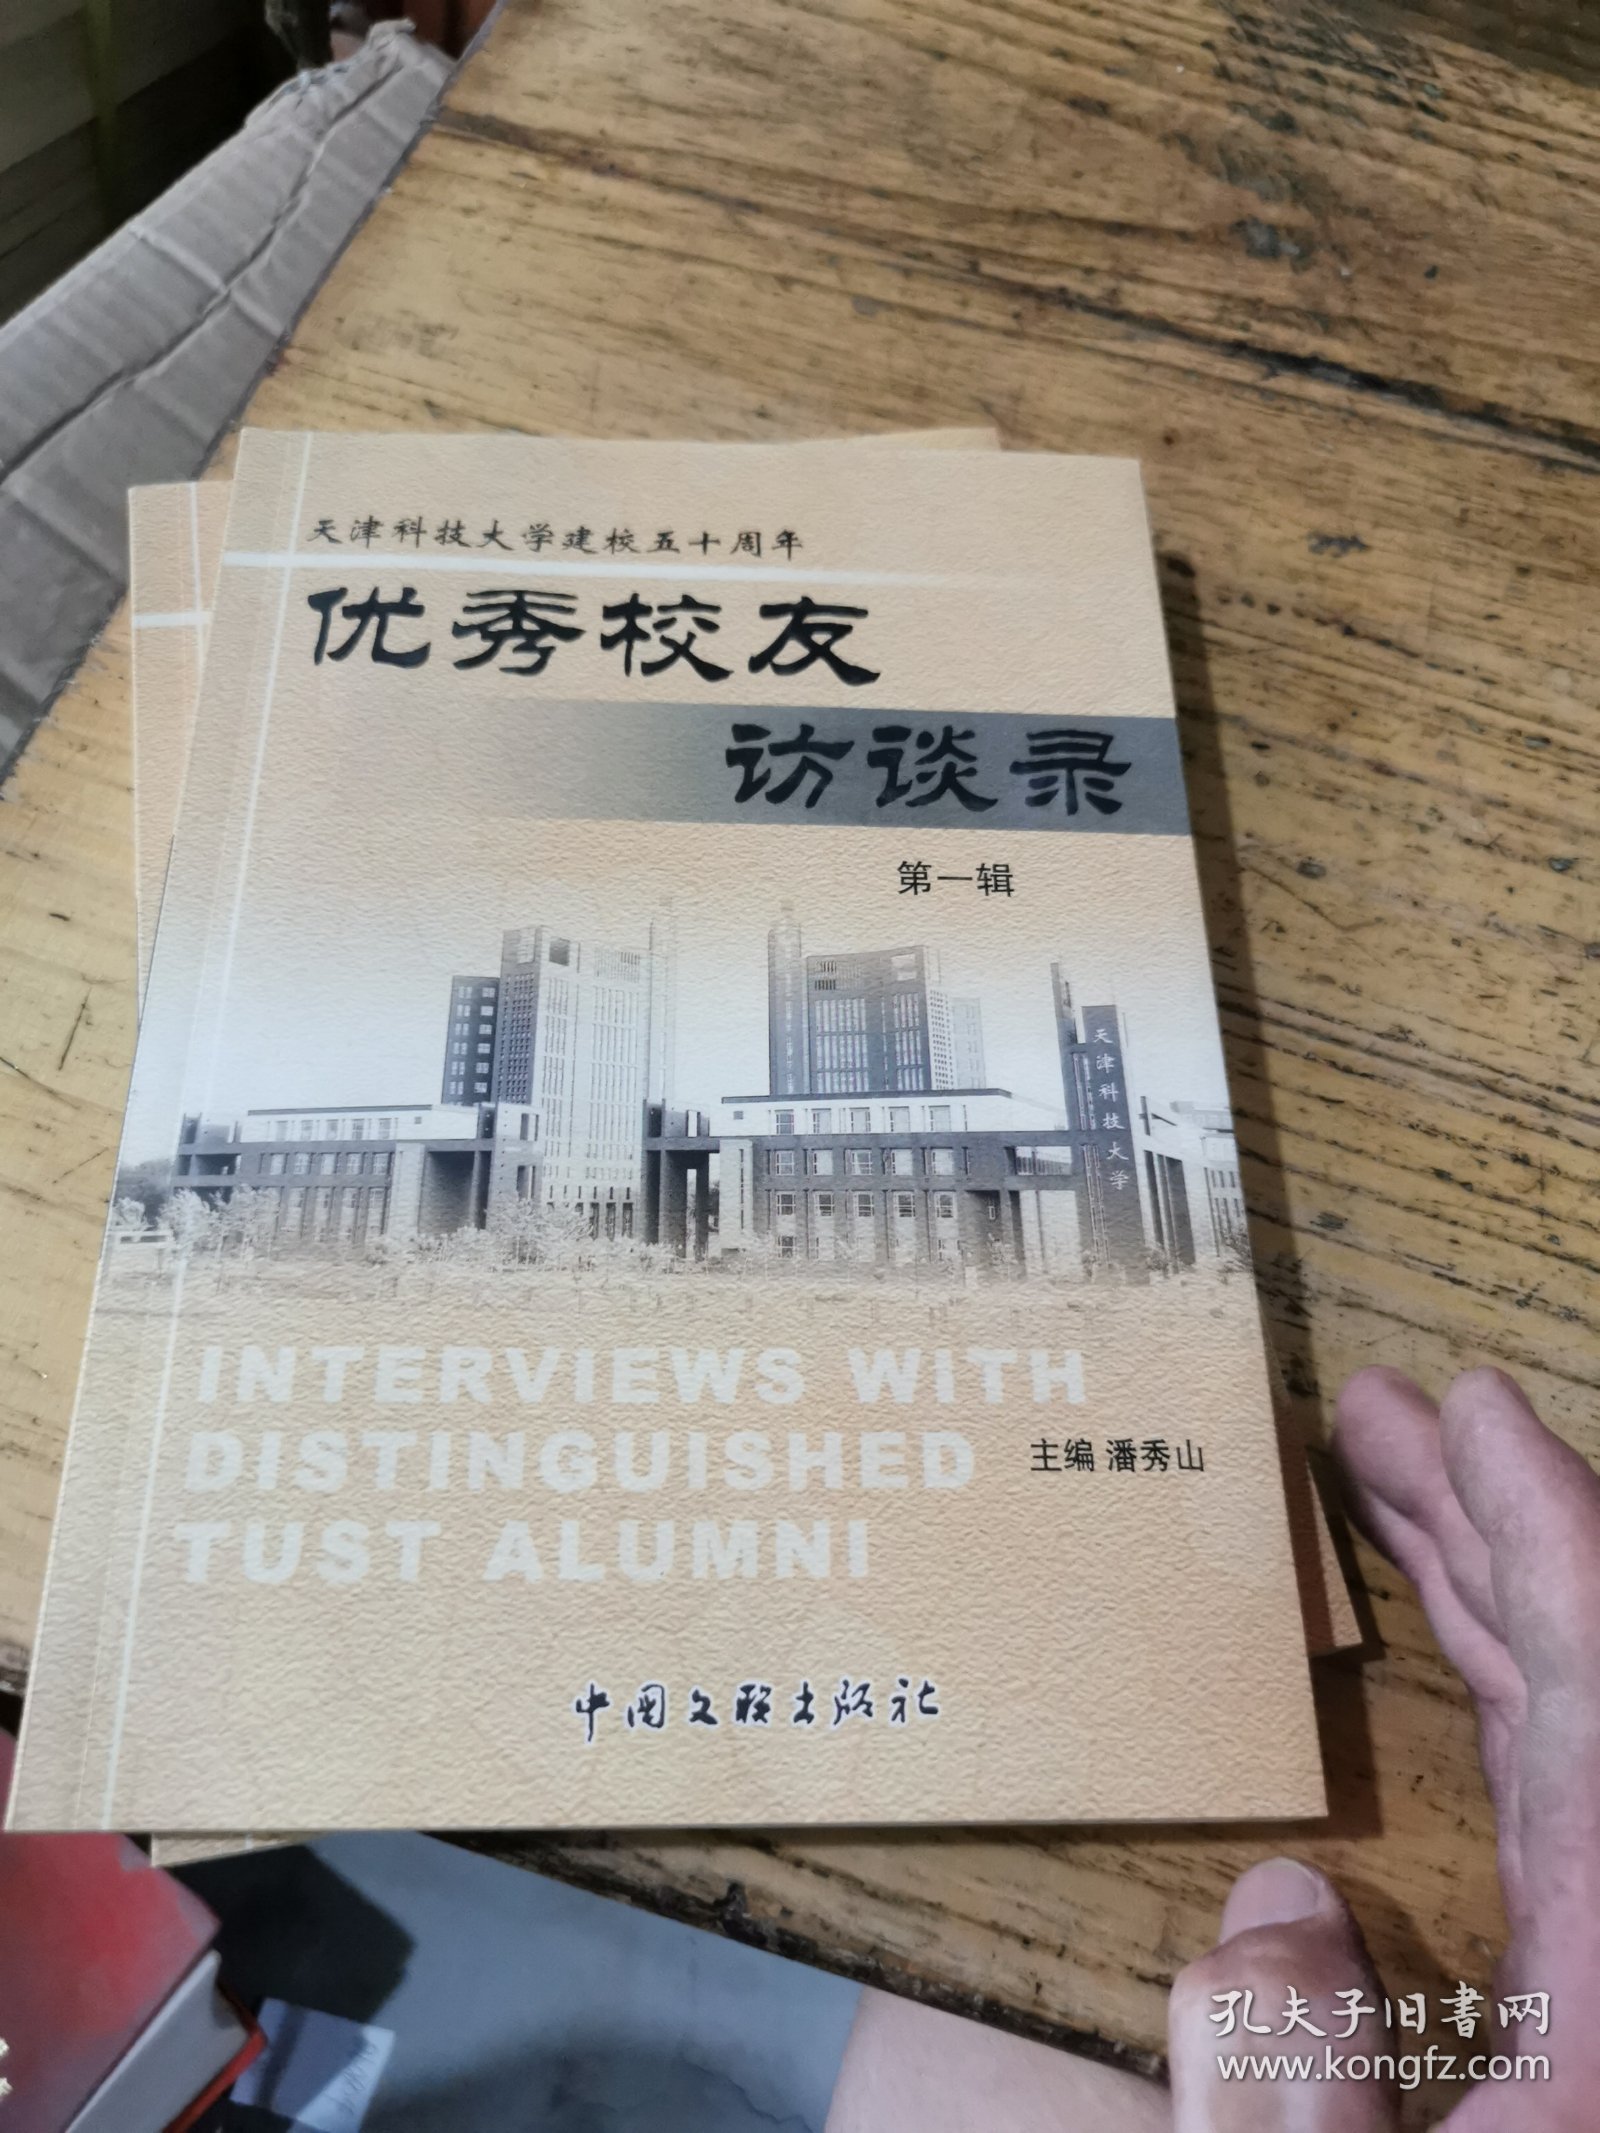 天津科技大学建校五十周年
优秀校友
访谈录
第一辑
天津科技大学
INTERVIEWS WITH
DISTINGUISHED
TUST ALUMNI
主编 潘秀山
中国文联出版社
孔夫子旧书网
www.kongfz.com